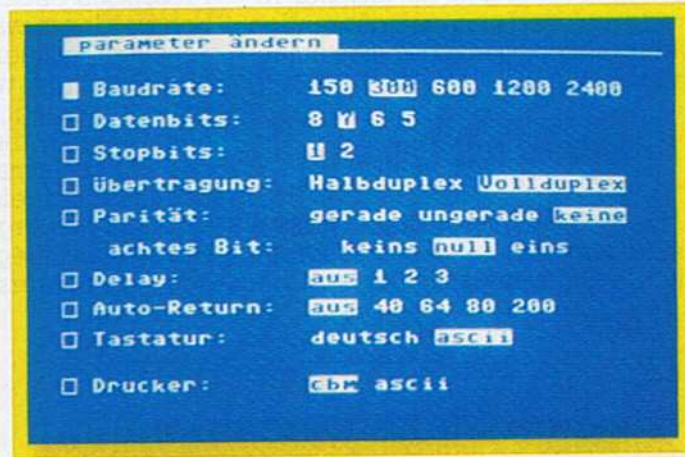 parameter ändern
Baudrate: 150 300 600 1200 2400
Datenbits: 8 7 6 5
Stopbits: 1 2
Übertragung: Halbduplex Vollduplex
Parität: gerade ungerade keine
achtes Bit: keins null eins
Delay: aus 1 2 3
Auto-Return: aus 40 64 80 200
Tastatur: deutsch ascii
Drucker: cbm ascii